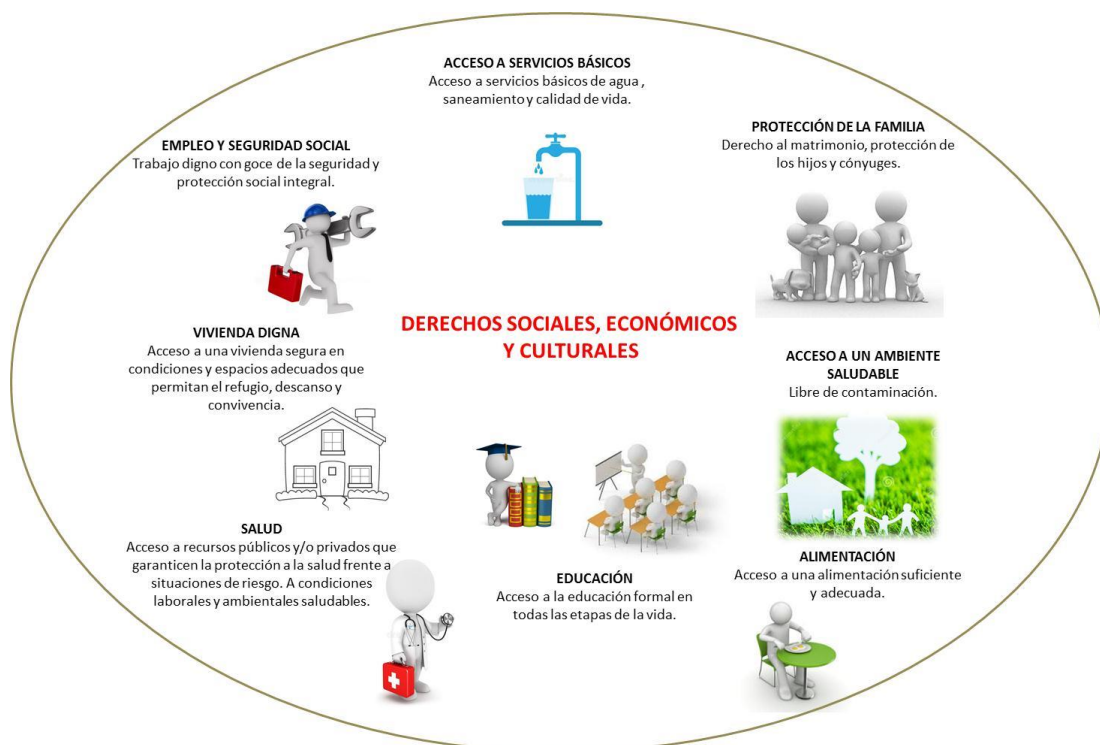 ACCESO A SERVICIOS BÁSICOS
Acceso a servicios básicos de agua ,
saneamiento y calidad de vida.
PROTECCIÓN DE LA FAMILIA
Derecho al matrimonio, protección de
los hijos y cónyuges.
EMPLEO Y SEGURIDAD SOCIAL
Trabajo digno con goce de la seguridad y
protección social integral.
DERECHOS SOCIALES, ECONÓMICOS
Y CULTURALES
VIVIENDA DIGNA
Acceso a una vivienda segura en
condiciones y espacios adecuados que
permitan el refugio, descanso y
convivencia.
ACCESO A UN AMBIENTE
SALUDABLE
Libre de contaminación.
SALUD
Acceso a recursos públicos y/o privados que
garanticen la protección a la salud frente a
situaciones de riesgo. A condiciones
laborales y ambientales saludables.
EDUCACIÓN
Acceso a la educación formal en
todas las etapas de la vida.
ALIMENTACIÓN
Acceso a una alimentación suficiente
y adecuada.